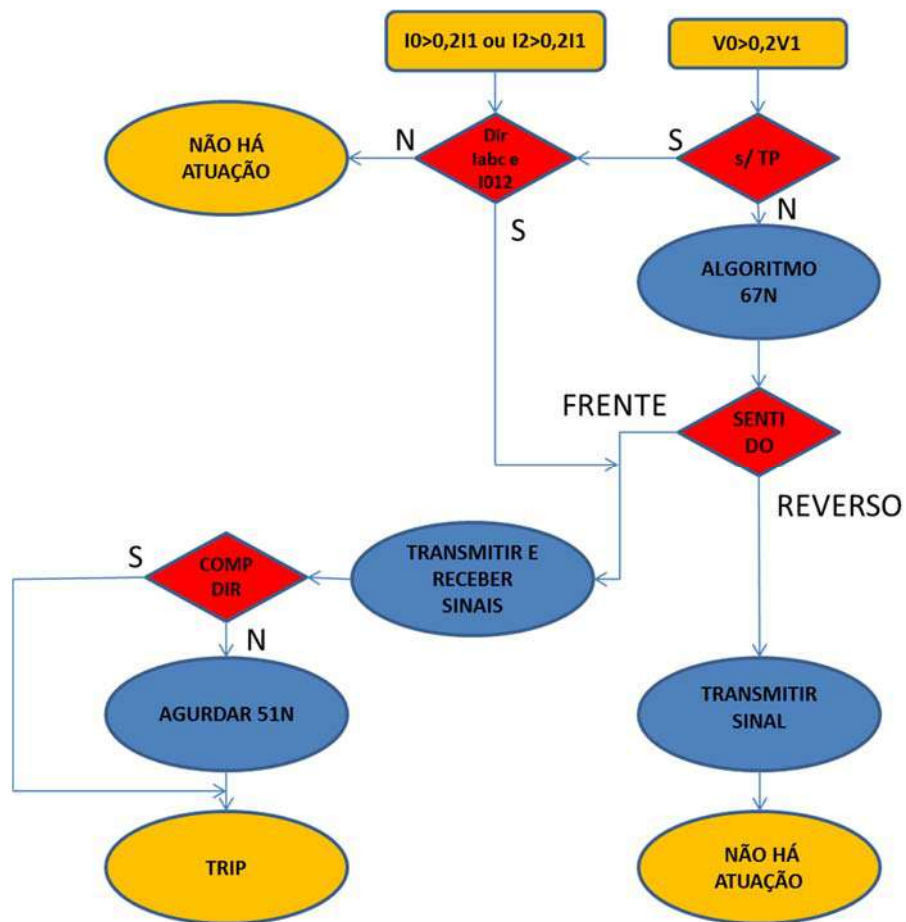 I0>0,2I1 ou I2>0,2I1
V0>0,2V1
NÃO HÁ
ATUAÇÃO
N
Dir
Iabc e
I012
S
s/ TP
S
N
ALGORITMO
67N
FRENTE
SENTI
DO
REVERSO
S
COMP
DIR
TRANSMITIR E
RECEBER
SINAIS
N
AGURDAR 51N
TRANSMITIR
SINAL
TRIP
NÃO HÁ
ATUAÇÃO